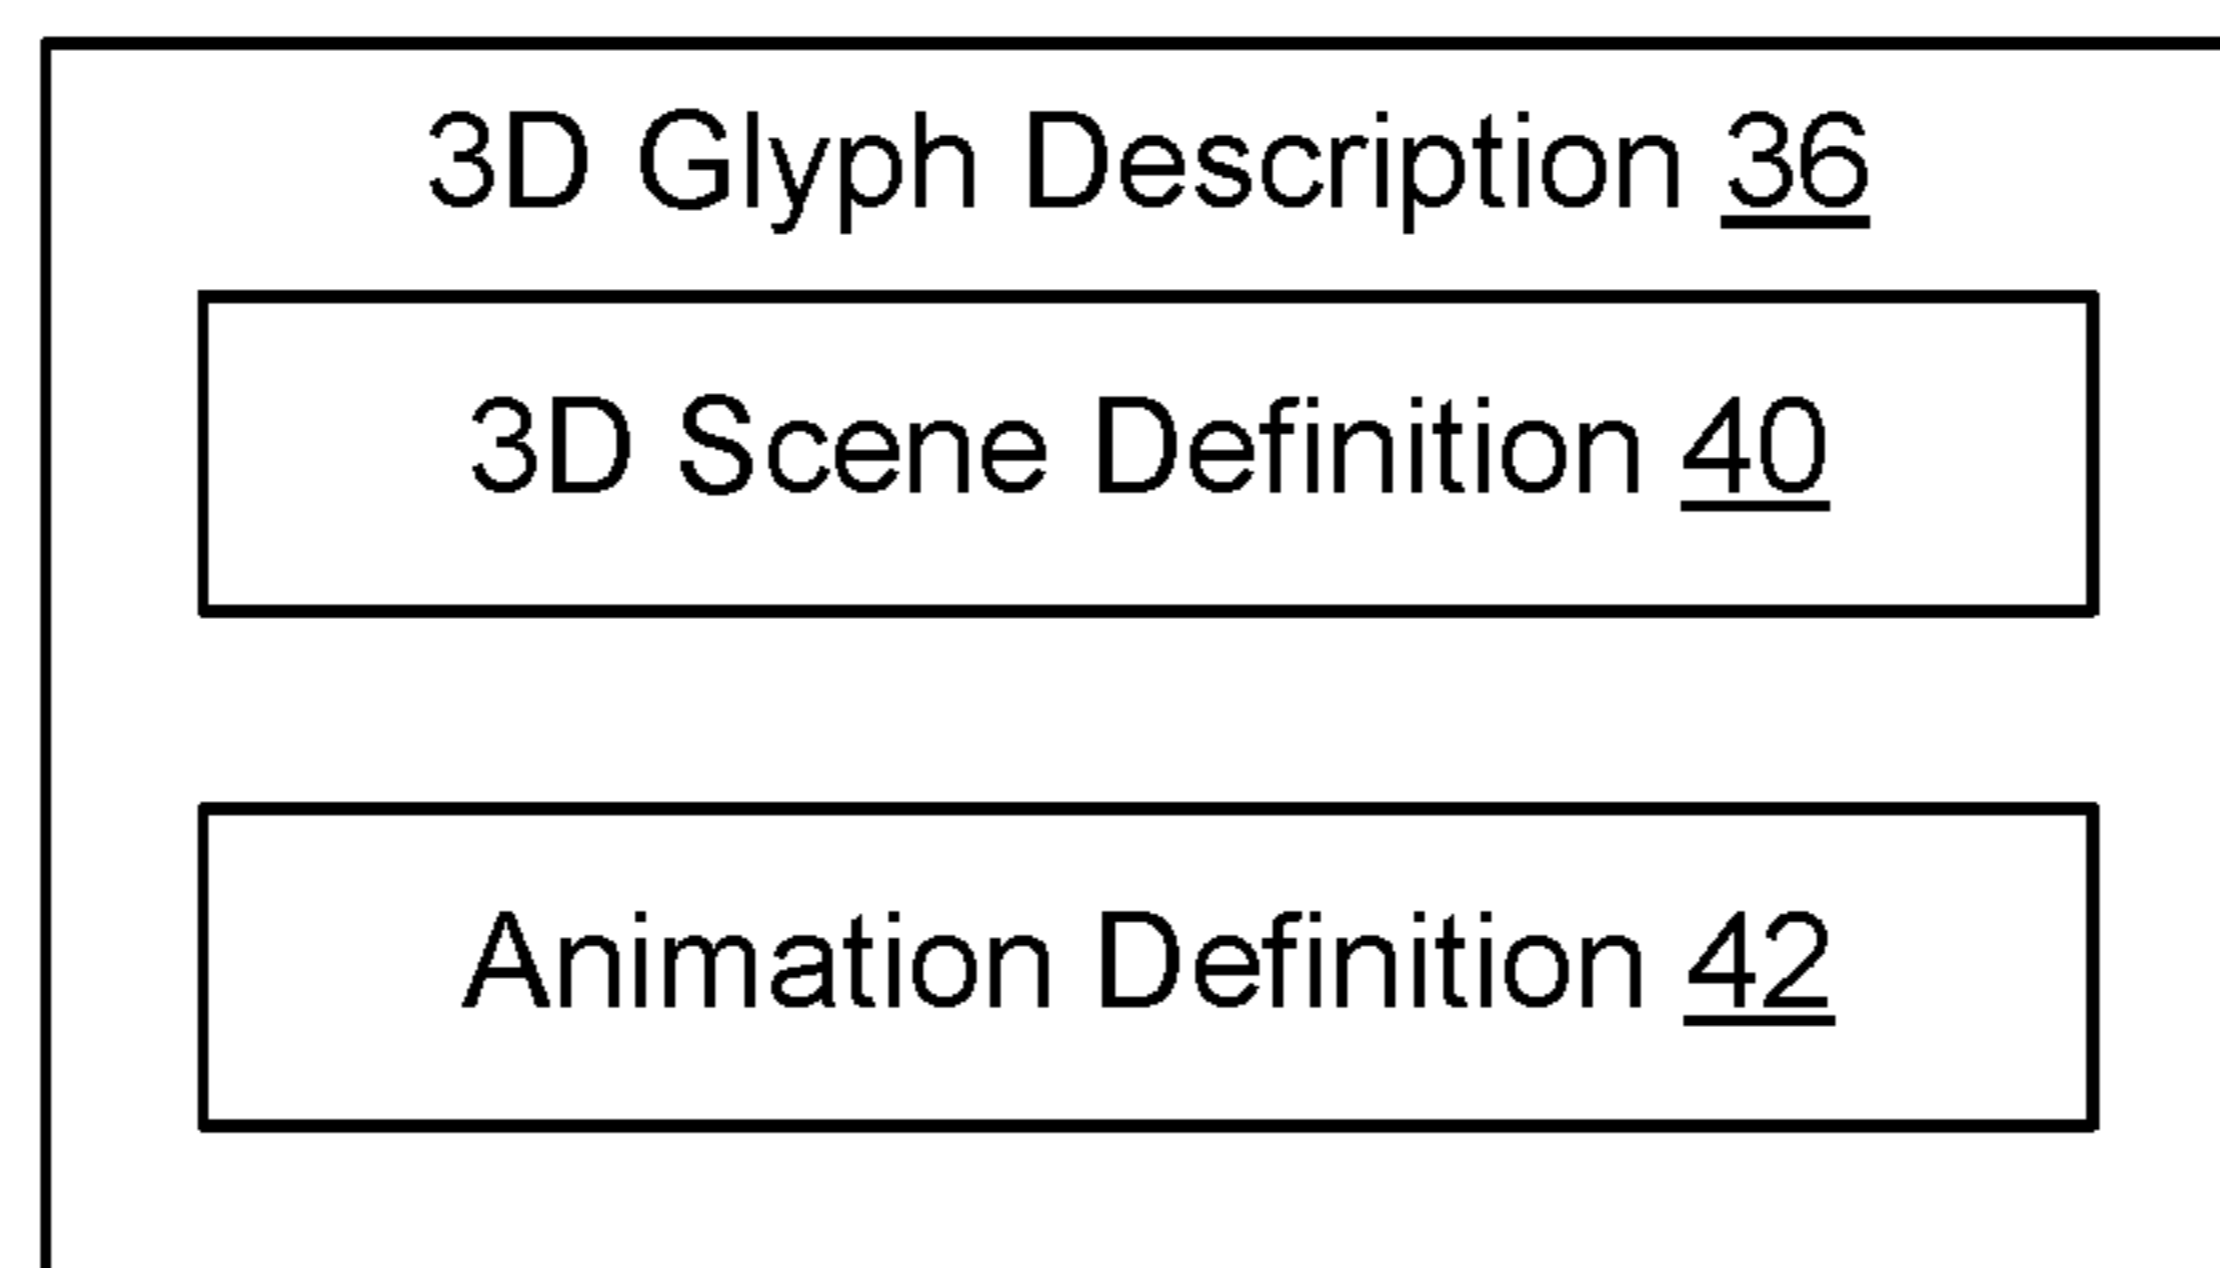 3D Glyph Description 36
3D Scene Definition 40
Animation Definition 42